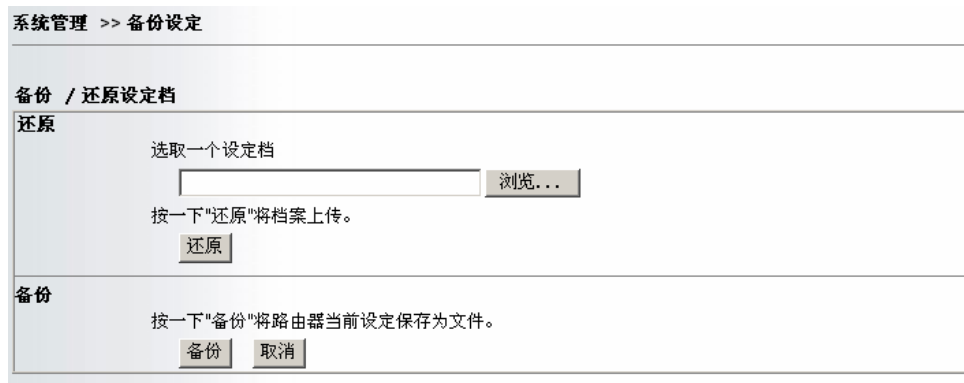 系统管理 >> 备份设定
备份 / 还原设定档
还原
选取一个设定档
浏览...
按一下"还原"将档案上传。
还原
备份
按一下"备份"将路由器当前设定保存为文件。
备份 取消